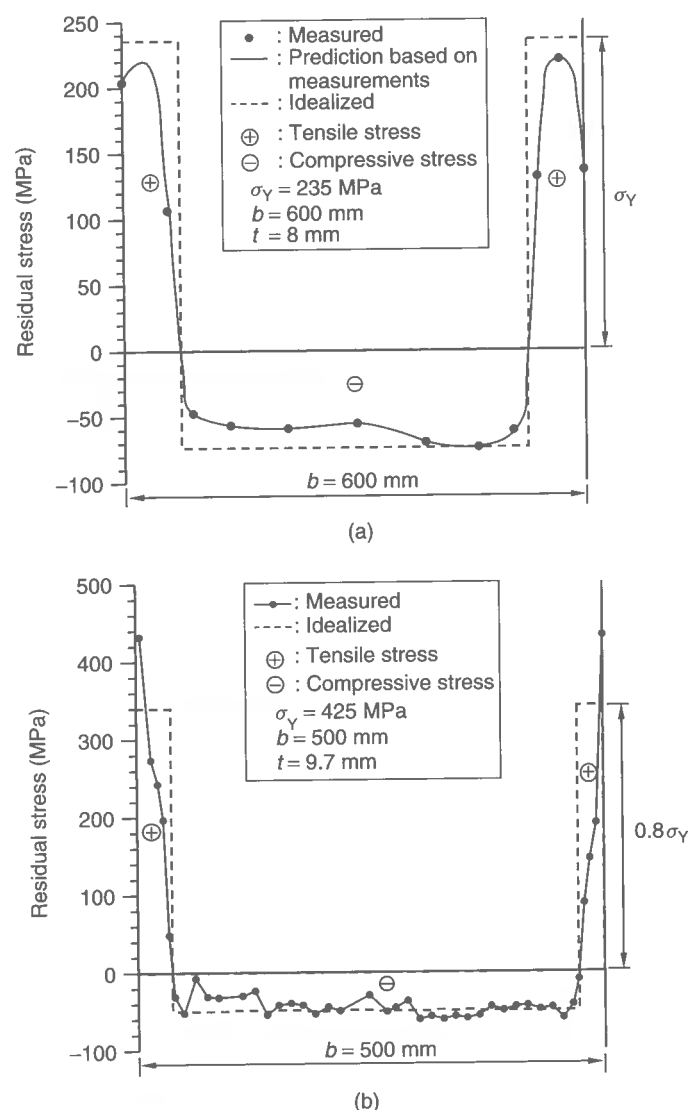 250
200
150
100
50
0
−50
−100
Residual stress (MPa)
● : Measured
— : Prediction based on
measurements
---- : Idealized
⊕ : Tensile stress
⊖ : Compressive stress
σY = 235 MPa
b = 600 mm
t = 8 mm
⊕
⊕
⊖
σY
b = 600 mm
(a)
500
400
300
200
100
0
−100
Residual stress (MPa)
—●— : Measured
---- : Idealized
⊕ : Tensile stress
⊖ : Compressive stress
σY = 425 MPa
b = 500 mm
t = 9.7 mm
⊕
⊕
⊖
0.8σY
b = 500 mm
(b)